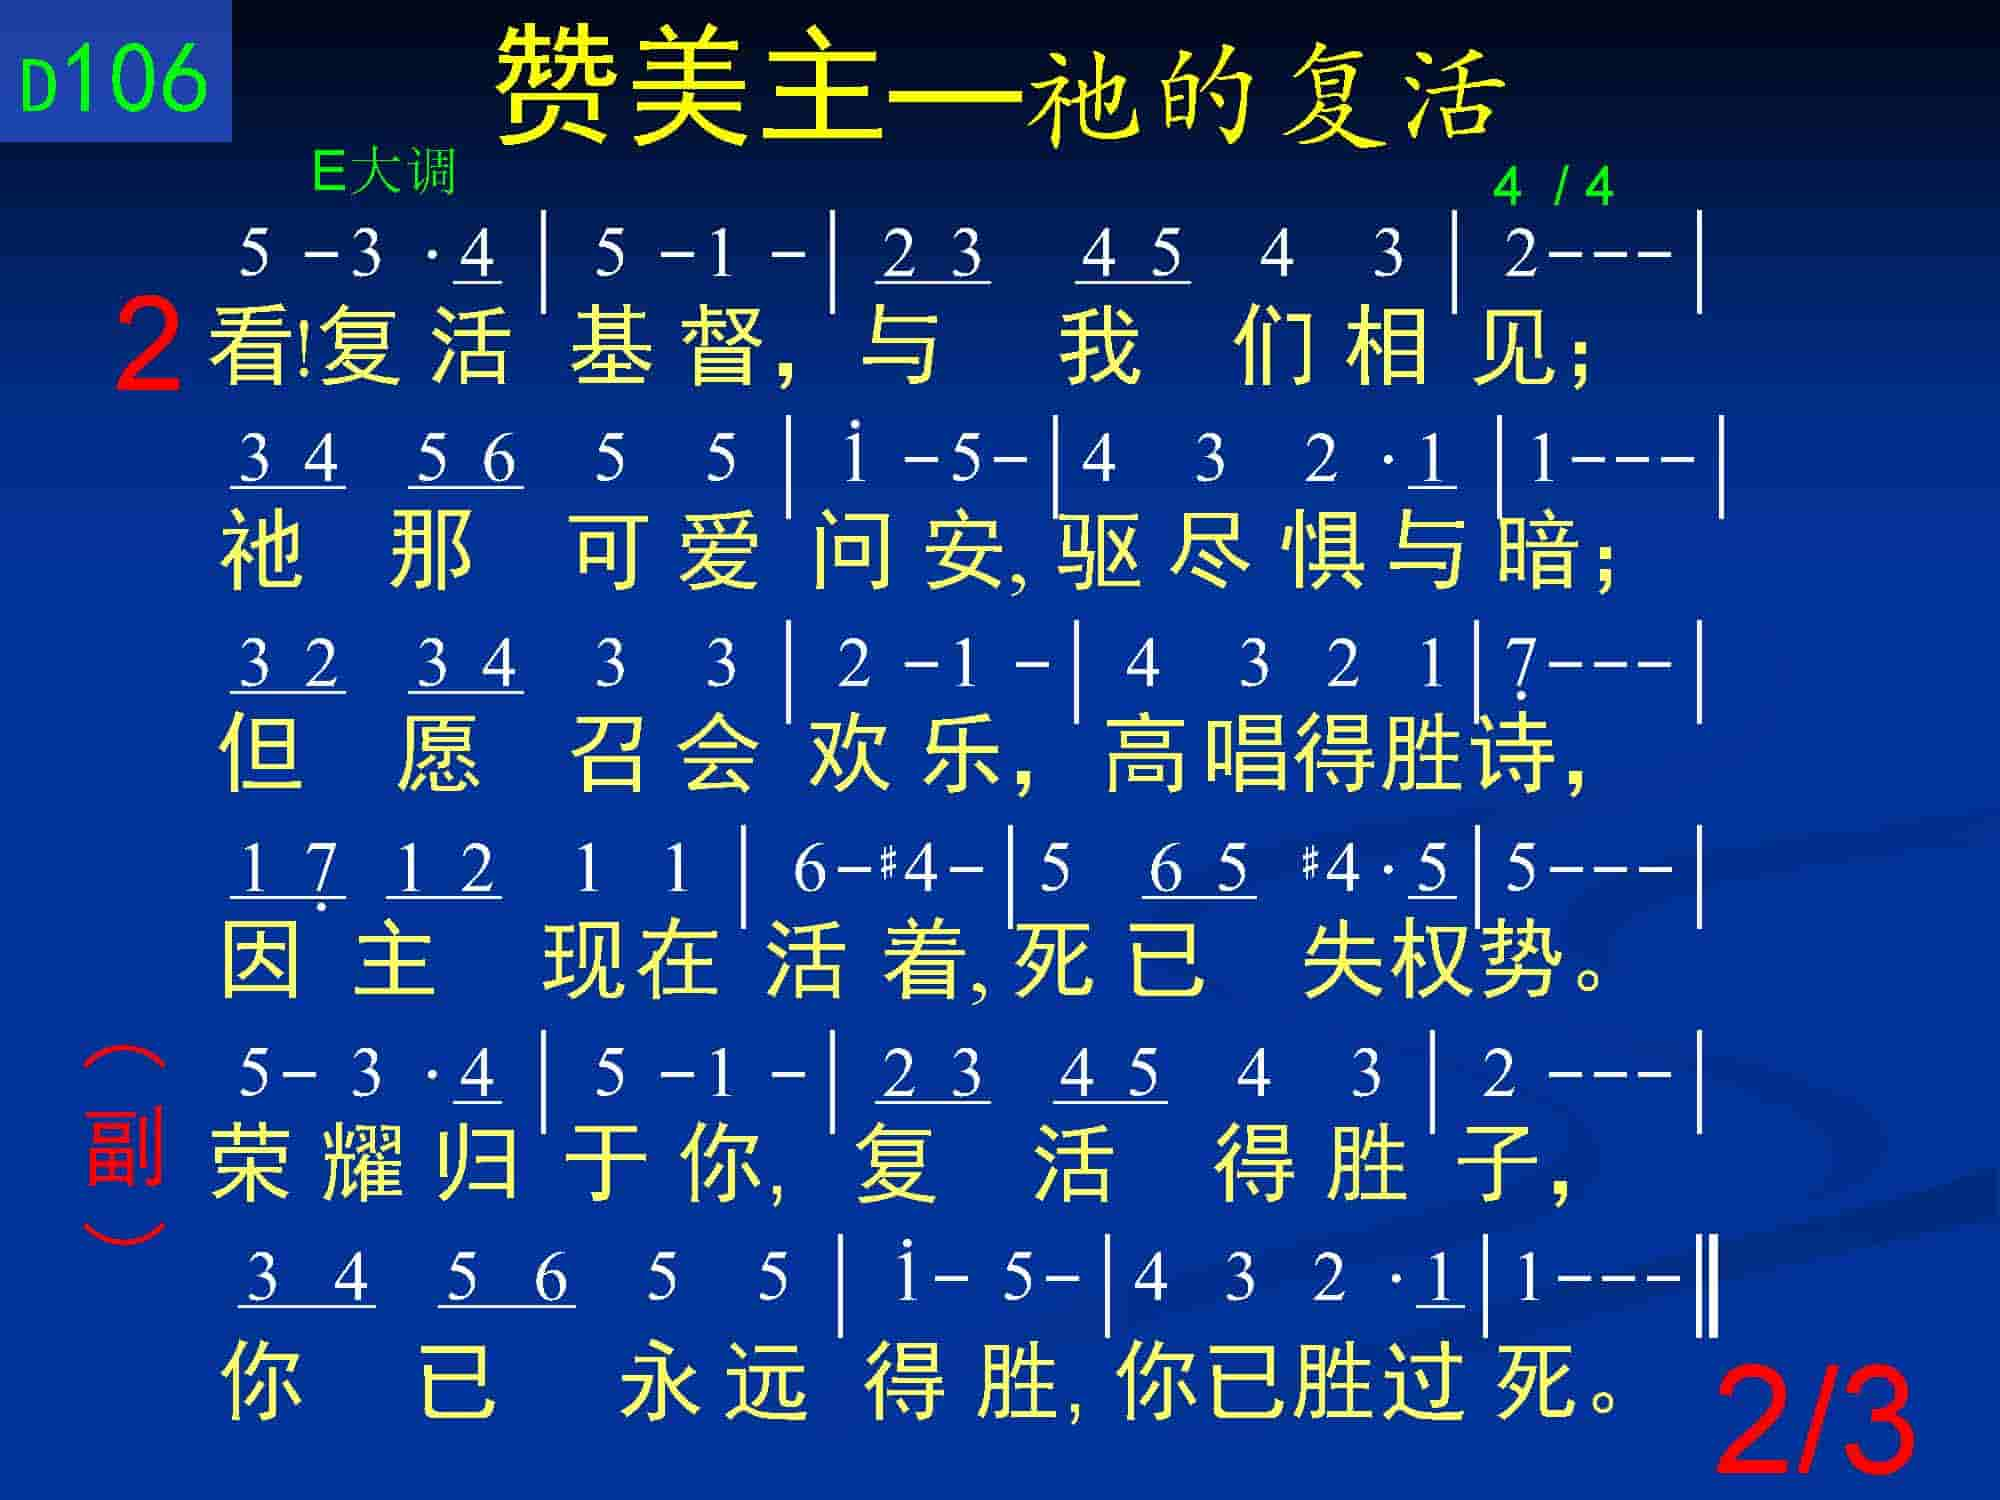 D106
赞美主—祂的复活
E大调 4 / 4
5 -3 ·4 | 5 -1 - | 2 3 4 5 4 3 | 2---|
2 看!复活 基督，与 我 们相 见；
3 4 5 6 5 5 | i -5- | 4 3 2 ·1 | 1---|
祂 那 可爱 问安,驱尽惧与暗；
3 2 3 4 3 3 | 2 -1 - | 4 3 2 1 | 7̣---|
但 愿 召会 欢乐，高唱得胜诗，
1 7̣ 1 2 1 1 | 6-#4- | 5 6 5 #4·5 | 5---|
因 主 现在 活着,死已 失权势。
5- 3 ·4 | 5 -1 - | 2 3 4 5 4 3 | 2 ---|
（副） 荣耀归 于你, 复 活 得胜 子，
3 4 5 6 5 5 | i- 5- | 4 3 2 ·1 | 1---‖
你 已 永远 得胜,你已胜过死。
2/3